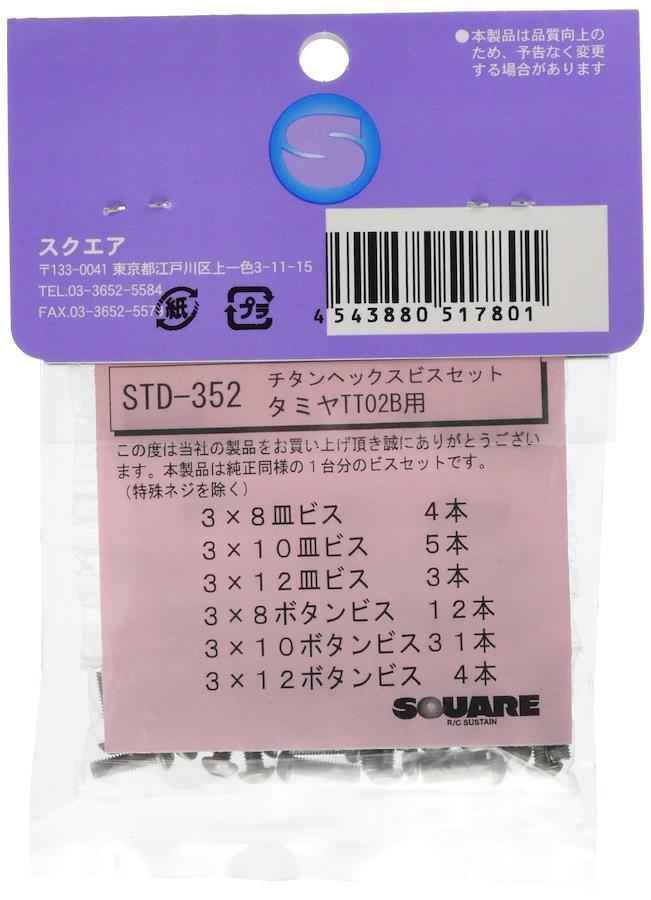 ●本製品は品質向上の
ため、予告なく変更
する場合があります
S
スクエア
〒133-0041 東京都江戸川区上一色3-11-15
TEL.03-3652-5584
FAX.03-3652-5579
紙
プラ
4 543880 517801
STD-352
チタンヘックスビスセット
タミヤTT02B用
この度は当社の製品をお買い上げ頂き誠にありがとうござい
ます。本製品は純正同様の1台分のビスセットです。
(特殊ネジを除く)
3×8皿ビス 4本
3×10皿ビス 5本
3×12皿ビス 3本
3×8ボタンビス 12本
3×10ボタンビス31本
3×12ボタンビス 4本
SQUARE
R/C SUSTAIN